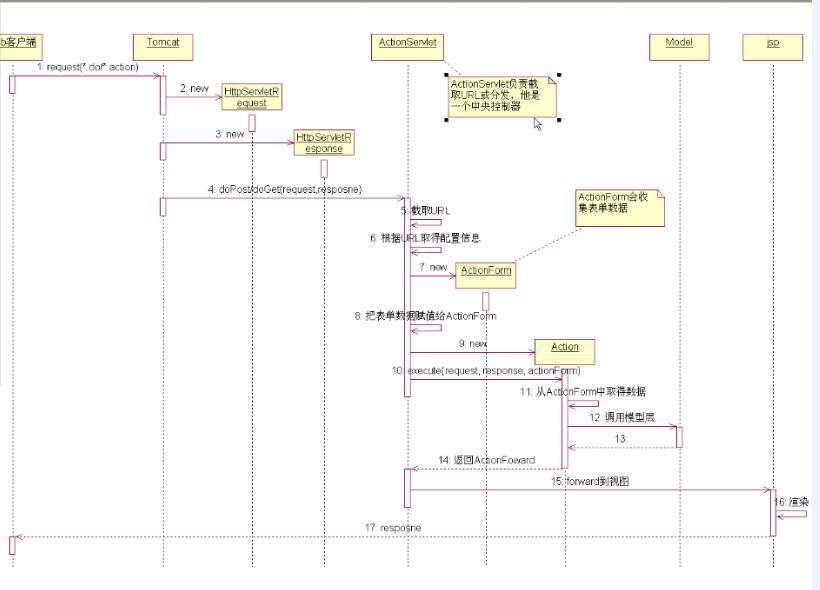 b客户端
Tomcat
ActionServlet
Model
jsp
1: request(*.do/*.action)
2: new
HttpServletR
equest
ActionServlet负责截
取URL或分发，他是
一个中央控制器
3: new
HttpServletR
esponse
4: doPost/doGet(request,resposne)
ActionForm会收
集表单数据
5: 截取URL
6: 根据URL取得配置信息
7: new
ActionForm
8: 把表单数据赋值给ActionForm
9: new
Action
10: execute(request, response, actionForm)
11: 从ActionForm中取得数据
12: 调用模型层
13:
14: 返回ActionFoward
15: forward到视图
16: 渲染
17: resposne